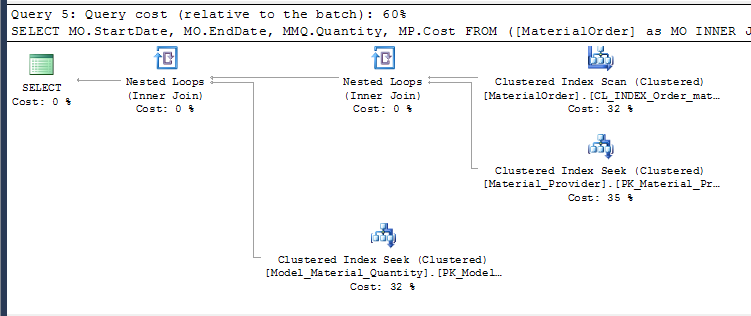 Query 5: Query cost (relative to the batch): 60%
SELECT MO.StartDate, MO.EndDate, MMQ.Quantity, MP.Cost FROM ([MaterialOrder] as MO INNER J
SELECT
Cost: 0 %
Nested Loops
(Inner Join)
Cost: 0 %
Nested Loops
(Inner Join)
Cost: 0 %
Clustered Index Scan (Clustered)
[MaterialOrder].[CL_INDEX_Order_mat…
Cost: 32 %
Clustered Index Seek (Clustered)
[Material_Provider].[PK_Material_Pr…
Cost: 35 %
Clustered Index Seek (Clustered)
[Model_Material_Quantity].[PK_Model…
Cost: 32 %